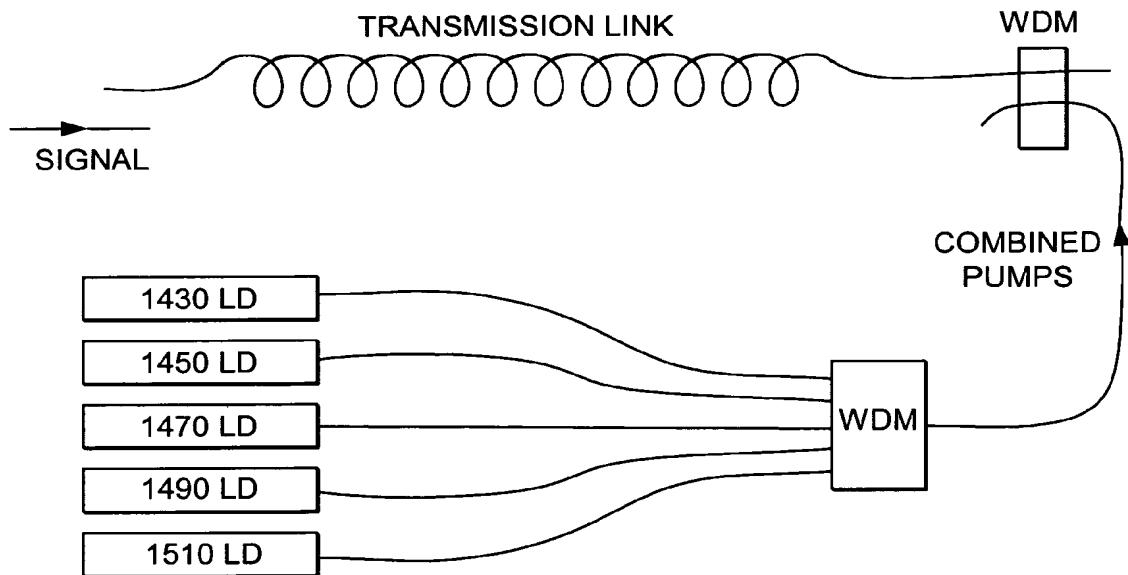 TRANSMISSION LINK
WDM
SIGNAL
COMBINED
PUMPS
1430 LD
1450 LD
1470 LD
1490 LD
1510 LD
WDM